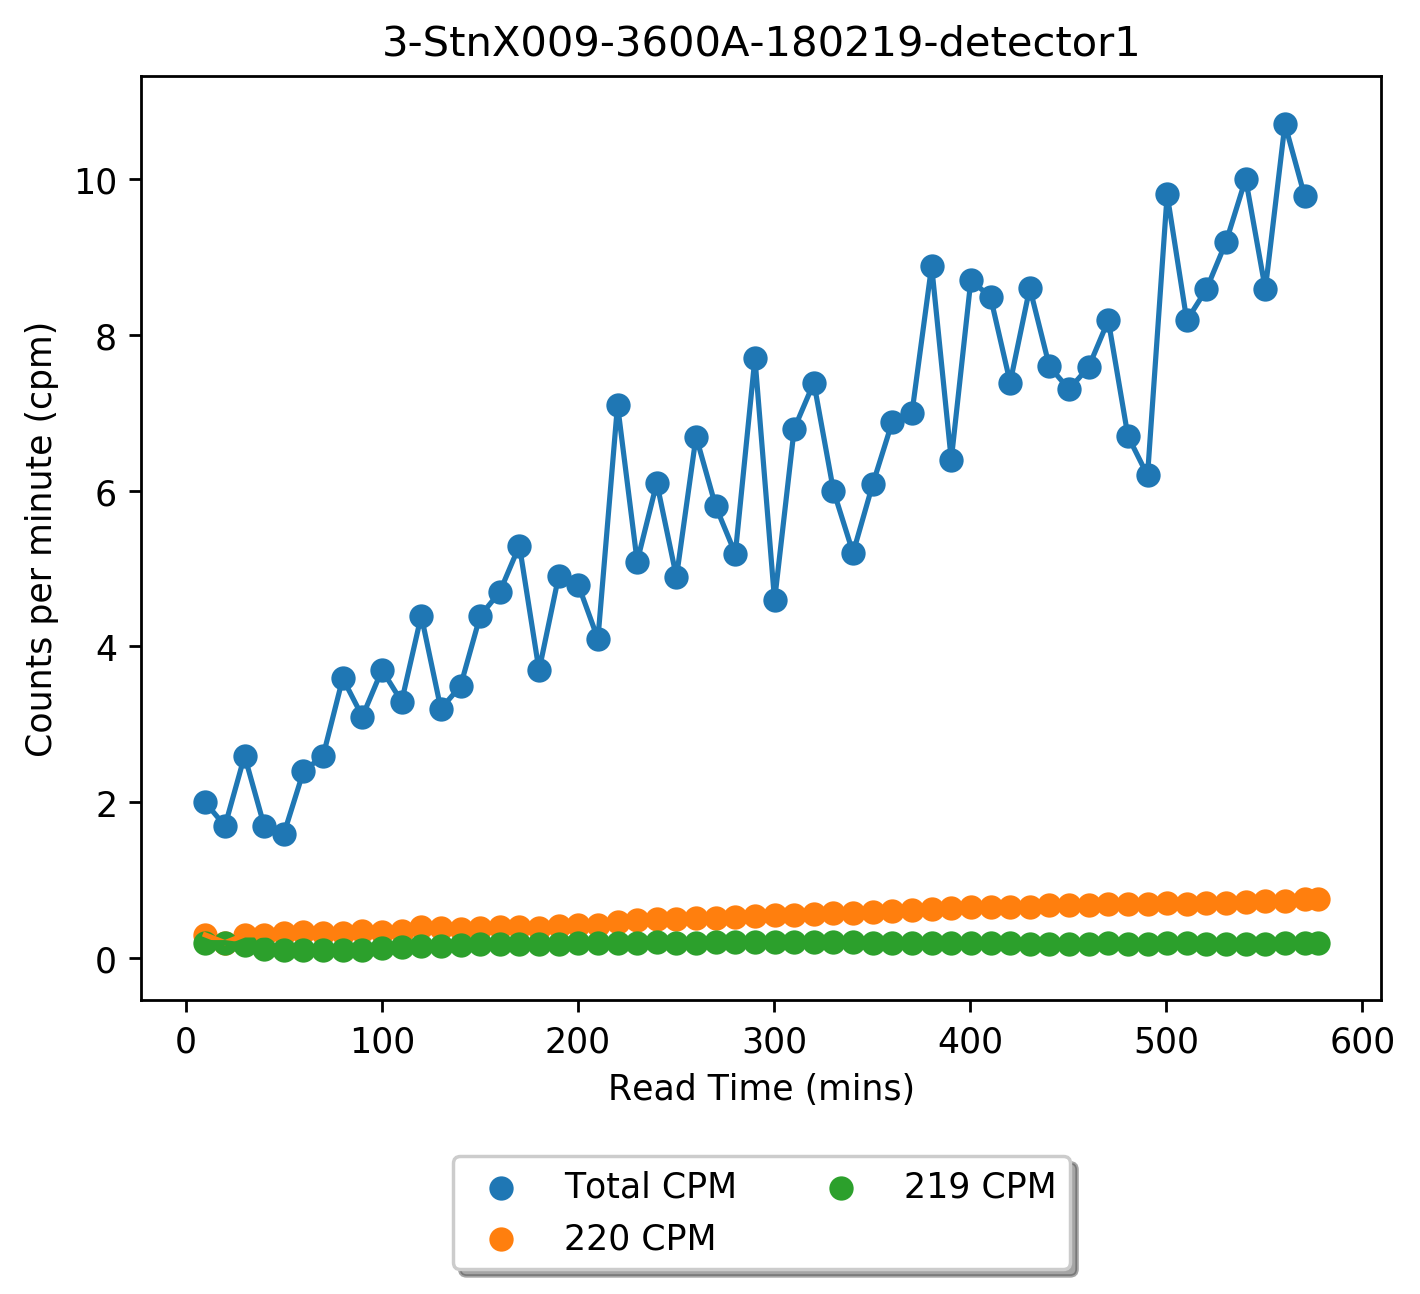 3-StnX009-3600A-180219-detector1
Counts per minute (cpm)
10
8
6
4
2
0
0 100 200 300 400 500 600
Read Time (mins)
Total CPM 219 CPM
220 CPM